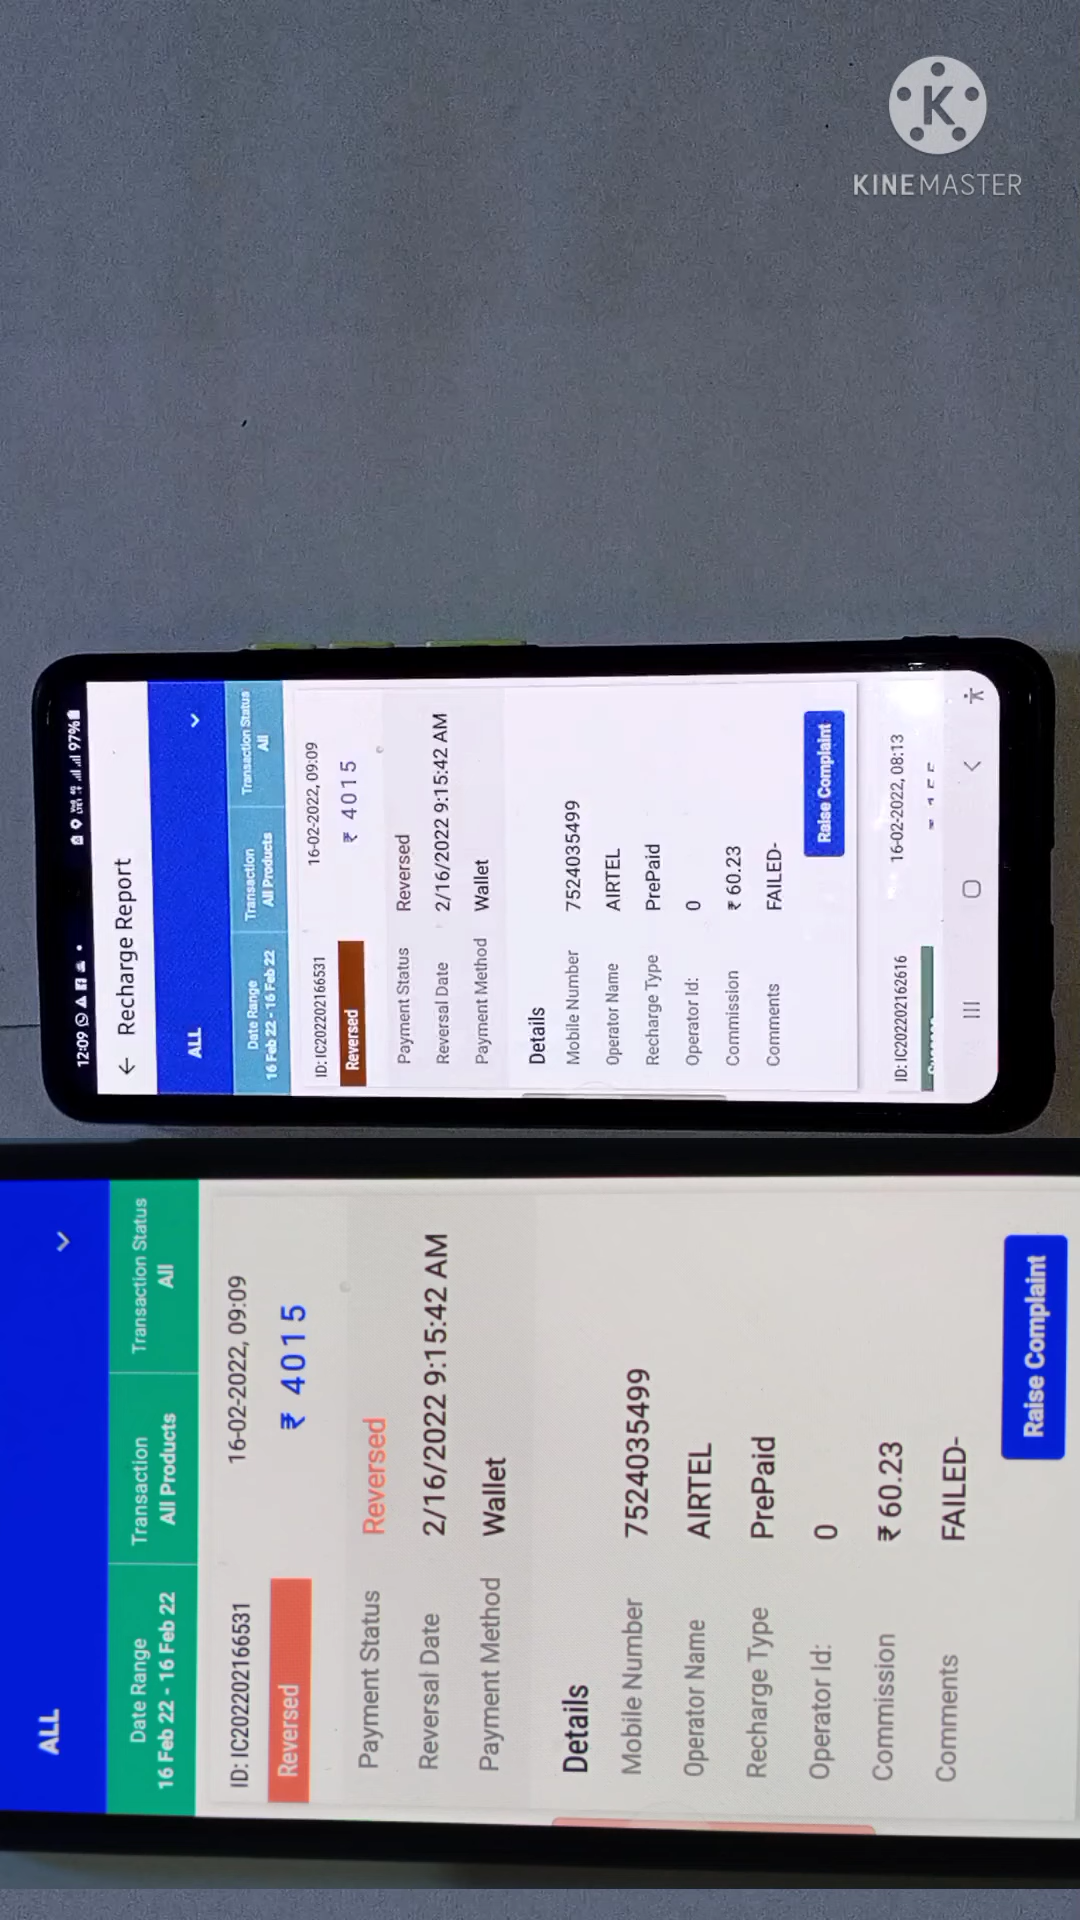 KINEMASTER
12:09
97%
← Recharge Report
ALL
Date Range
16 Feb 22 - 16 Feb 22
Transaction
All Products
Transaction Status
All
ID: IC202202166531 16-02-2022, 09:09
Reversed ₹ 4015
Payment Status Reversed
Reversal Date 2/16/2022 9:15:42 AM
Payment Method Wallet
Details
Mobile Number 7524035499
Operator Name AIRTEL
Recharge Type PrePaid
Operator Id: 0
Commission ₹ 60.23
Comments FAILED-
Raise Complaint
ID: IC202202162616 16-02-2022, 08:13
ALL
Date Range
16 Feb 22 - 16 Feb 22
Transaction
All Products
Transaction Status
All
ID: IC202202166531 16-02-2022, 09:09
Reversed ₹ 4015
Payment Status Reversed
Reversal Date 2/16/2022 9:15:42 AM
Payment Method Wallet
Details
Mobile Number 7524035499
Operator Name AIRTEL
Recharge Type PrePaid
Operator Id: 0
Commission ₹ 60.23
Comments FAILED-
Raise Complaint